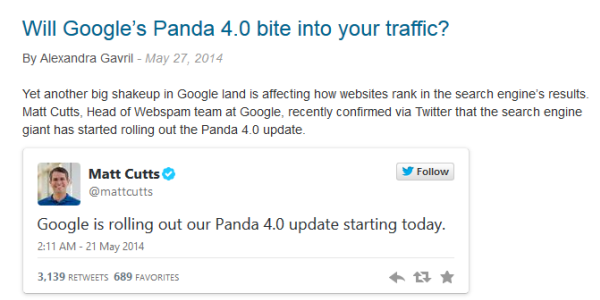 Will Google's Panda 4.0 bite into your traffic?
By Alexandra Gavril - May 27, 2014
Yet another big shakeup in Google land is affecting how websites rank in the search engine's results.
Matt Cutts, Head of Webspam team at Google, recently confirmed via Twitter that the search engine
giant has started rolling out the Panda 4.0 update.
Matt Cutts
Follow
@mattcutts
Google is rolling out our Panda 4.0 update starting today.
2:11 AM - 21 May 2014
3,139 RETWEETS 689 FAVORITES